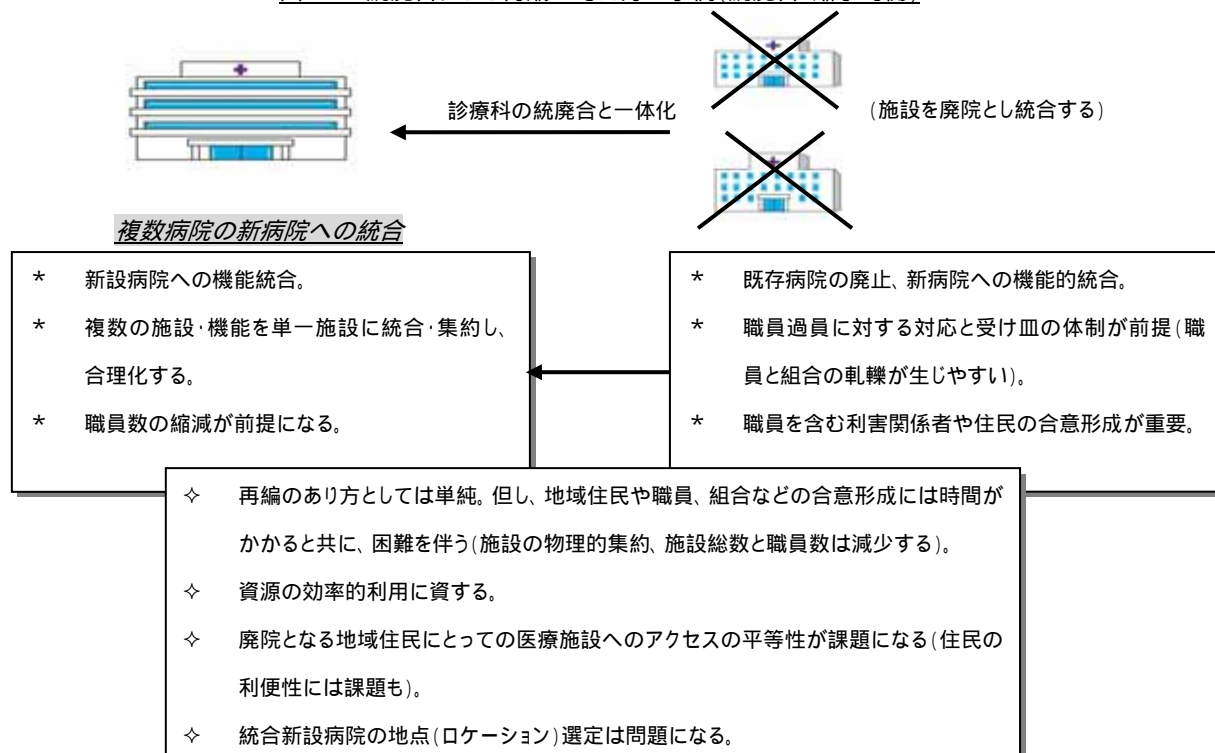 診療科の統廃合と一体化
(施設を廃院とし統合する)
複数病院の新病院への統合
* 新設病院への機能統合。
* 複数の施設・機能を単一施設に統合・集約し、
合理化する。
* 職員数の縮減が前提になる。
* 既存病院の廃止、新病院への機能的統合。
* 職員過員に対する対応と受け皿の体制が前提(職
員と組合の軋轢が生じやすい)。
* 職員を含む利害関係者や住民の合意形成が重要。
✧ 再編のあり方としては単純。但し、地域住民や職員、組合などの合意形成には時間が
かかると共に、困難を伴う(施設の物理的集約、施設総数と職員数は減少する)。
✧ 資源の効率的利用に資する。
✧ 廃院となる地域住民にとっての医療施設へのアクセスの平等性が課題になる(住民の
利便性には課題も)。
✧ 統合新設病院の地点(ロケーション)選定は問題になる。